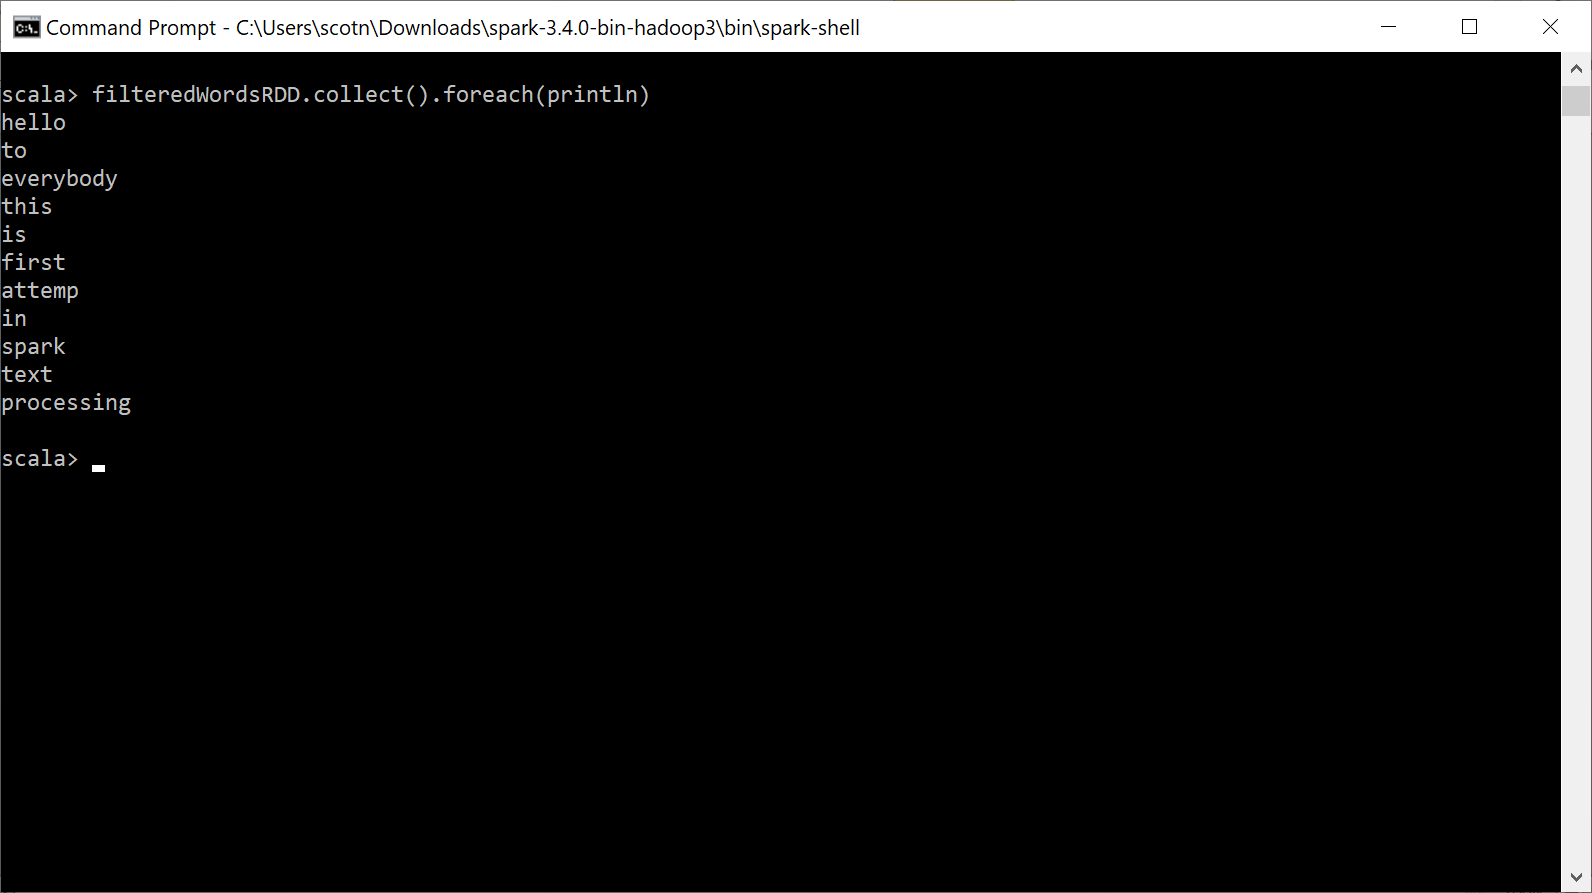 Command Prompt - C:\Users\scotn\Downloads\spark-3.4.0-bin-hadoop3\bin\spark-shell
scala> filteredWordsRDD.collect().foreach(println)
hello
to
everybody
this
is
first
attemp
in
spark
text
processing
scala>